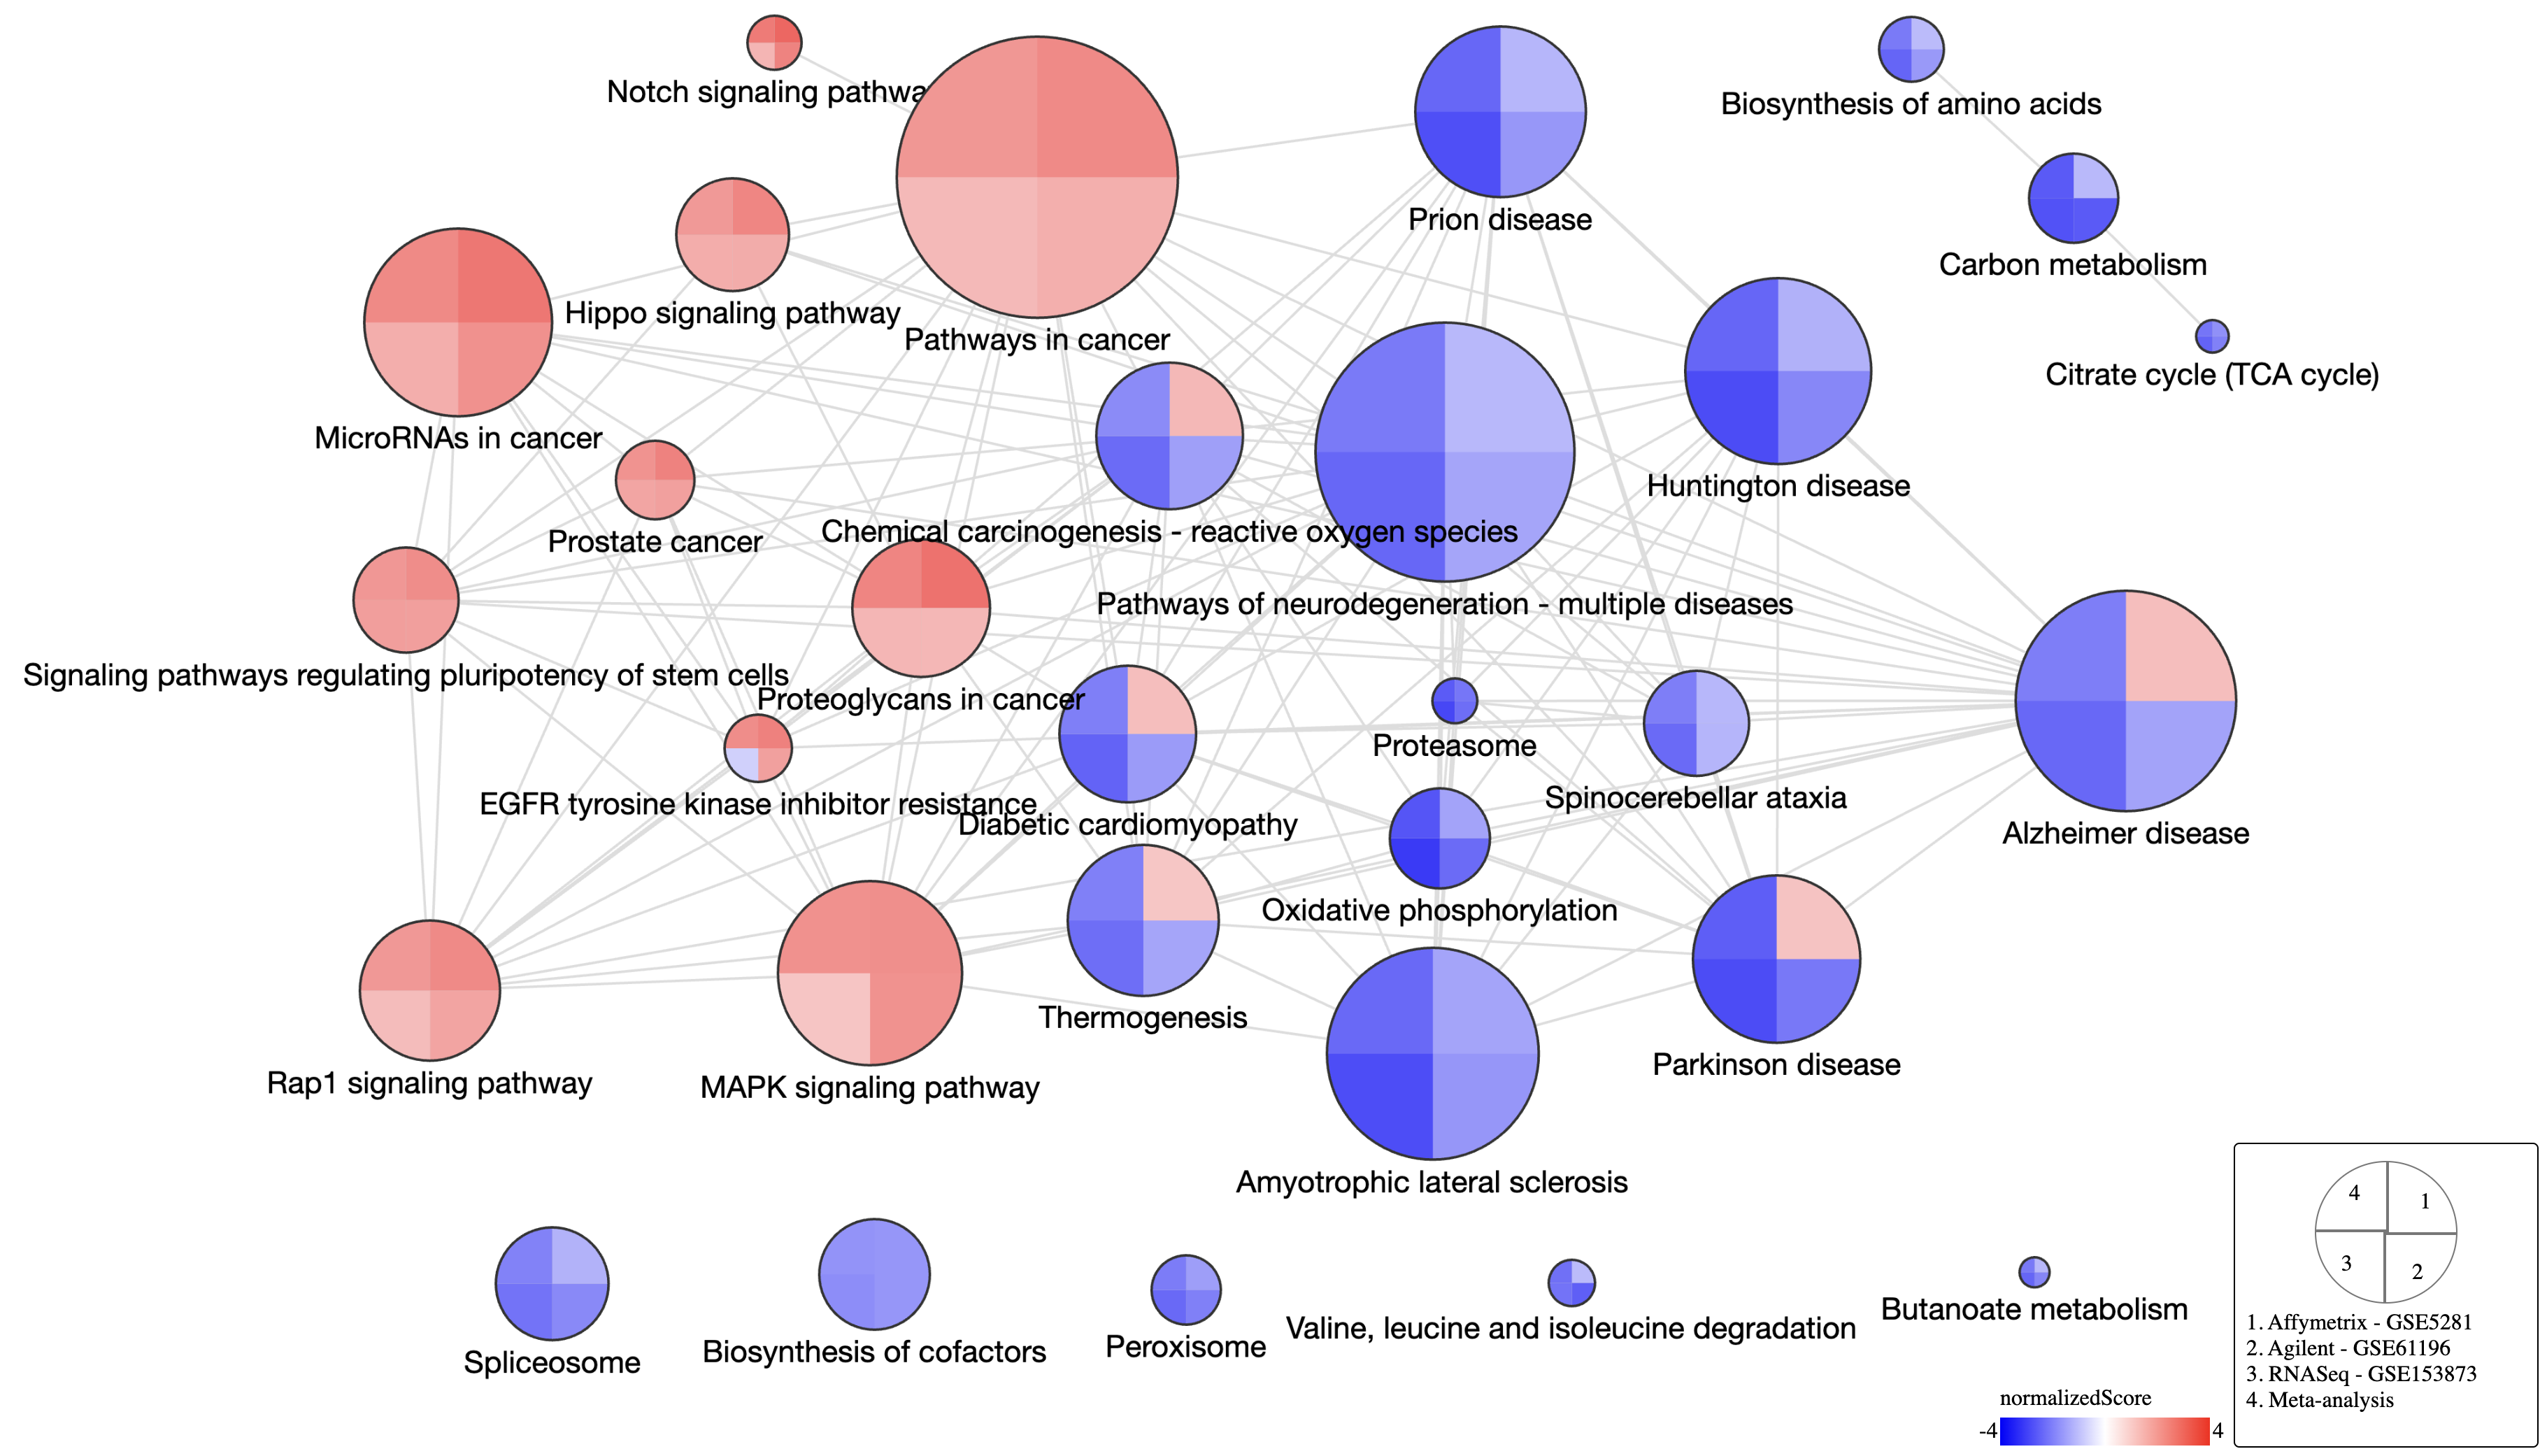 Notch signaling pathwa
Biosynthesis of amino acids
Prion disease
Carbon metabolism
Hippo signaling pathway
Pathways in cancer
Citrate cycle (TCA cycle)
MicroRNAs in cancer
Huntington disease
Chemical carcinogenesis - reactive oxygen species
Prostate cancer
Pathways of neurodegeneration - multiple diseases
Signaling pathways regulating pluripotency of stem cells
Proteoglycans in cancer
Proteasome
Spinocerebellar ataxia
EGFR tyrosine kinase inhibitor resistance
Diabetic cardiomyopathy
Alzheimer disease
Oxidative phosphorylation
Thermogenesis
Parkinson disease
Rap1 signaling pathway
MAPK signaling pathway
Amyotrophic lateral sclerosis
Spliceosome
Biosynthesis of cofactors
Peroxisome
Valine, leucine and isoleucine degradation
Butanoate metabolism
4
1
3
2
1. Affymetrix - GSE5281
2. Agilent - GSE61196
3. RNASeq - GSE153873
4. Meta-analysis
normalizedScore
-4
4